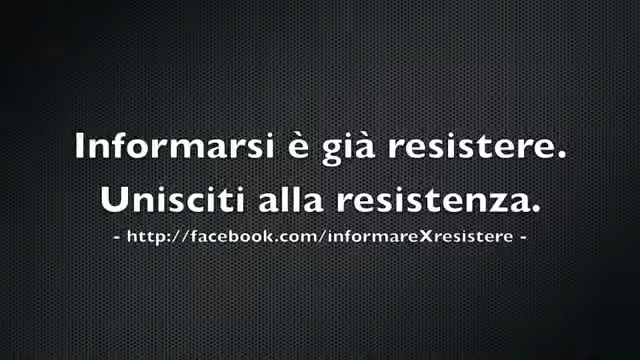 Informarsi è già resistere.
Unisciti alla resistenza.
- http://facebook.com/informareXresistere -